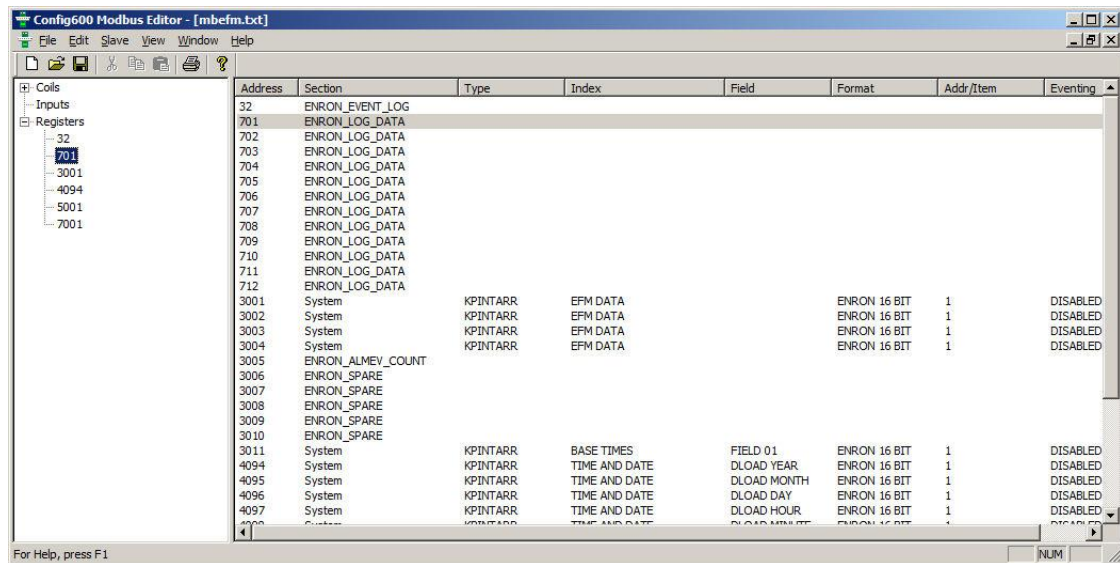 Config600 Modbus Editor - [mbefm.txt]
File Edit Slave View Window Help
Coils
Inputs
Registers
32
701
3001
4094
5001
7001
Address Section Type Index Field Format Addr/Item Eventing
32 ENRON_EVENT_LOG
701 ENRON_LOG_DATA
702 ENRON_LOG_DATA
703 ENRON_LOG_DATA
704 ENRON_LOG_DATA
705 ENRON_LOG_DATA
706 ENRON_LOG_DATA
707 ENRON_LOG_DATA
708 ENRON_LOG_DATA
709 ENRON_LOG_DATA
710 ENRON_LOG_DATA
711 ENRON_LOG_DATA
712 ENRON_LOG_DATA
3001 System KPINTARR EFM DATA ENRON 16 BIT 1 DISABLED
3002 System KPINTARR EFM DATA ENRON 16 BIT 1 DISABLED
3003 System KPINTARR EFM DATA ENRON 16 BIT 1 DISABLED
3004 System KPINTARR EFM DATA ENRON 16 BIT 1 DISABLED
3005 ENRON_ALMEV_COUNT
3006 ENRON_SPARE
3007 ENRON_SPARE
3008 ENRON_SPARE
3009 ENRON_SPARE
3010 ENRON_SPARE
3011 System KPINTARR BASE TIMES FIELD 01 ENRON 16 BIT 1 DISABLED
4094 System KPINTARR TIME AND DATE DLOAD YEAR ENRON 16 BIT 1 DISABLED
4095 System KPINTARR TIME AND DATE DLOAD MONTH ENRON 16 BIT 1 DISABLED
4096 System KPINTARR TIME AND DATE DLOAD DAY ENRON 16 BIT 1 DISABLED
4097 System KPINTARR TIME AND DATE DLOAD HOUR ENRON 16 BIT 1 DISABLED
For Help, press F1 NUM